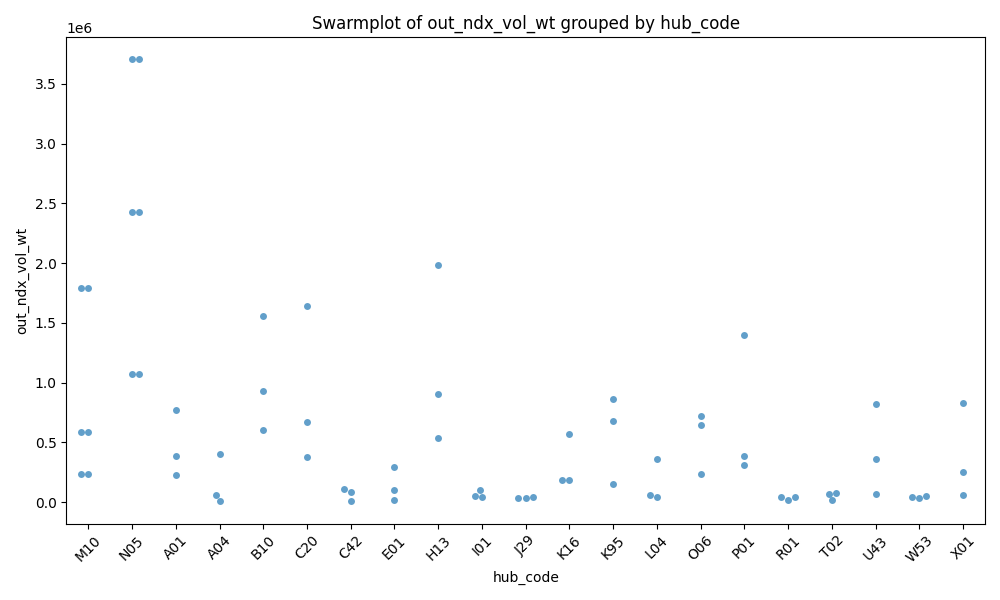 Swarmplot of out_ndx_vol_wt grouped by hub_code
1e6
3.5
3.0
2.5
2.0
1.5
1.0
0.5
0.0
out_ndx_vol_wt
M10 N05 A01 A04 B10 C20 C42 E01 H13 I01 J29 K16 K95 L04 O06 P01 R01 T02 U43 W53 X01
hub_code